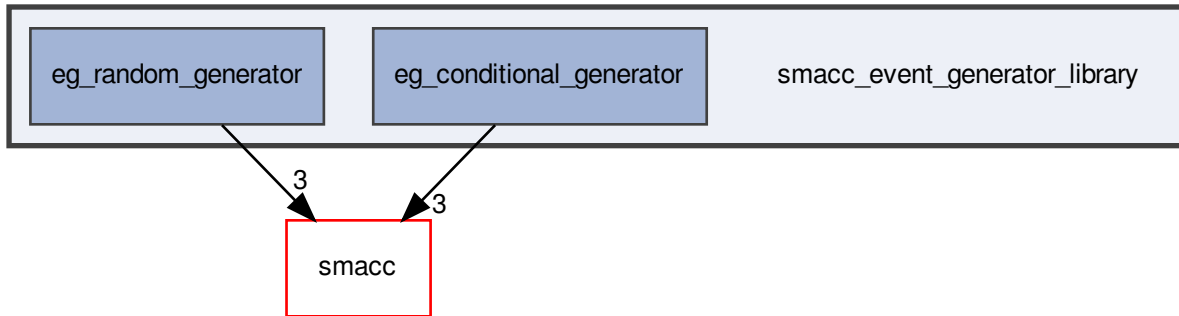 eg_random_generator
eg_conditional_generator
smacc_event_generator_library
3
3
smacc